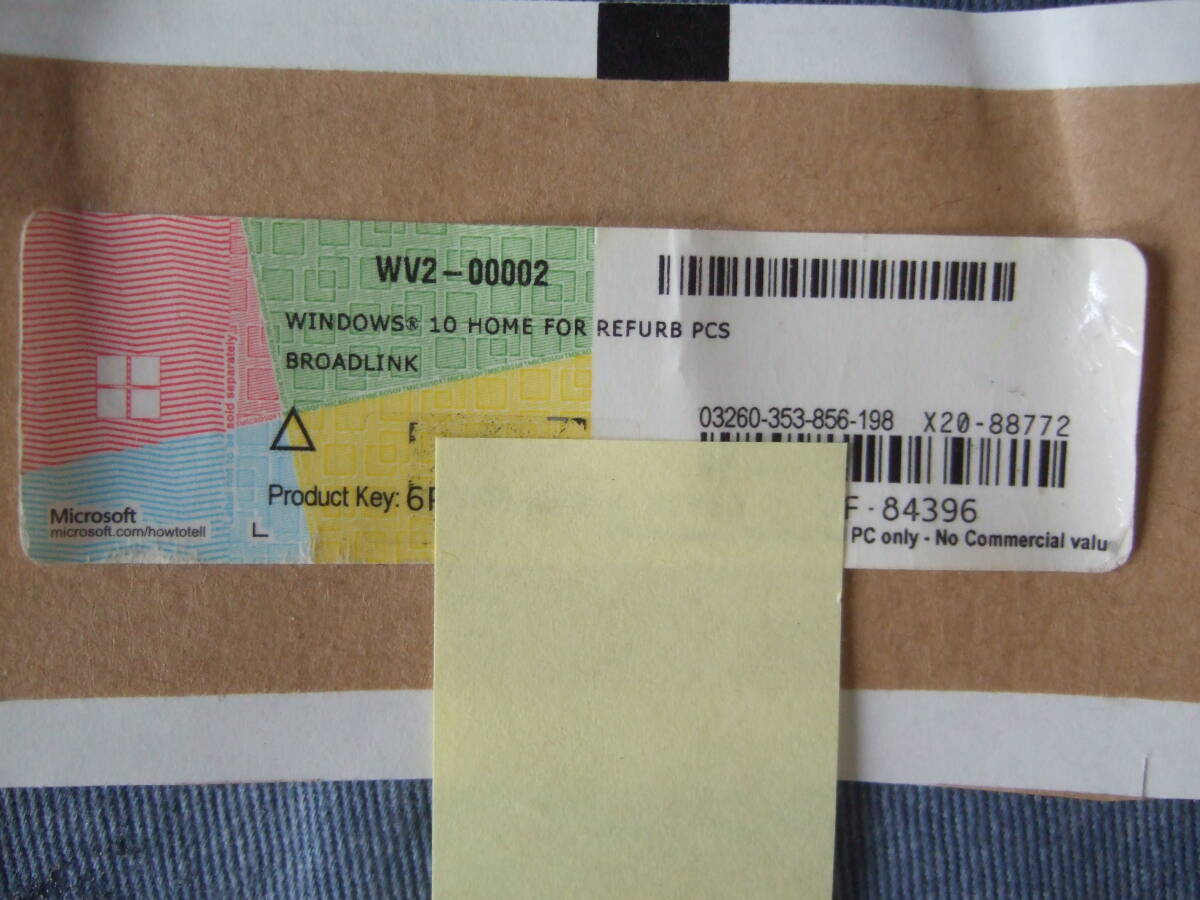 WV2-00002
WINDOWS® 10 HOME FOR REFURB PCS
BROADLINK
03260-353-856-198 X20-88772
Product Key: 6
F-84396
PC only - No Commercial valu
Microsoft
microsoft.com/howtotell
L
sold separately